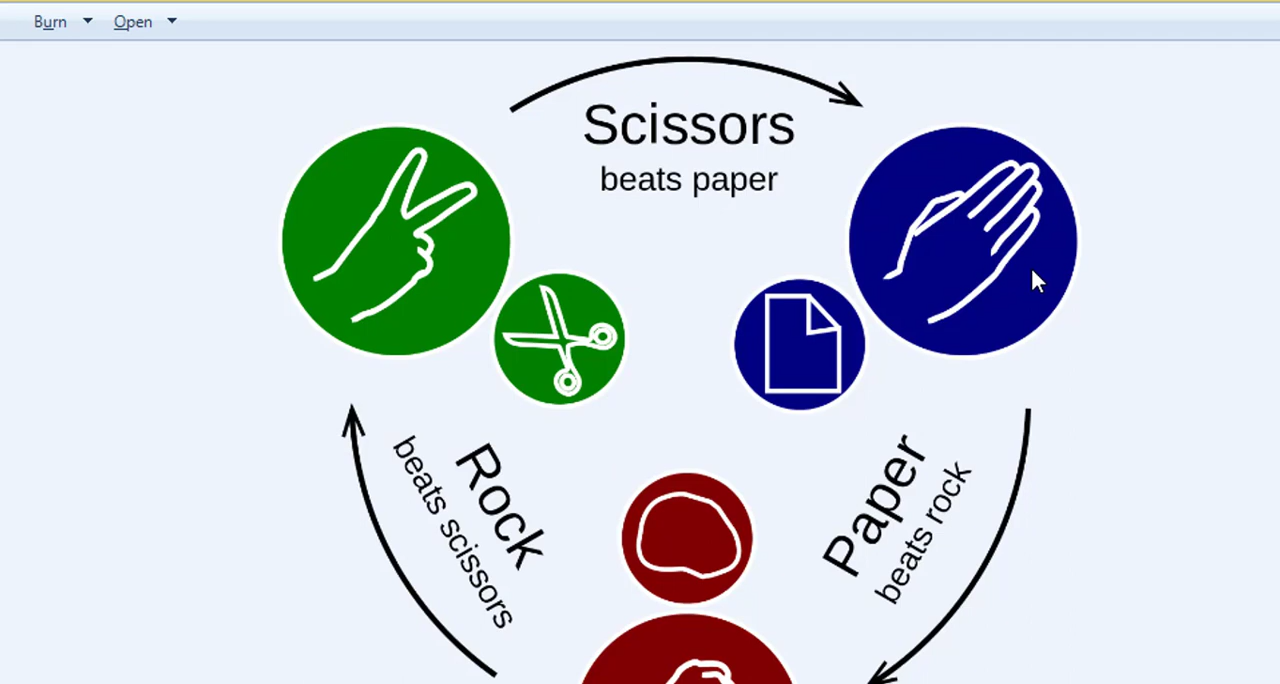 Burn Open
Scissors
beats paper
Rock
beats scissors
Paper
beats rock